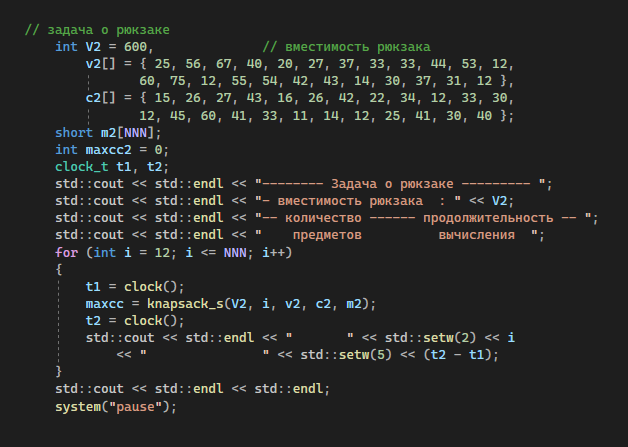 // задача о рюкзаке
    int V2 = 600,              // вместимость рюкзака
        v2[] = { 25, 56, 67, 40, 20, 27, 37, 33, 33, 44, 53, 12,
               60, 75, 12, 55, 54, 42, 43, 14, 30, 37, 31, 12 },
        c2[] = { 15, 26, 27, 43, 16, 26, 42, 22, 34, 12, 33, 30,
               12, 45, 60, 41, 33, 11, 14, 12, 25, 41, 30, 40 };
    short m2[NNN];
    int maxcc2 = 0;
    clock_t t1, t2;
    std::cout << std::endl << "-------- Задача о рюкзаке --------- ";
    std::cout << std::endl << "- вместимость рюкзака  : " << V2;
    std::cout << std::endl << "-- количество ------ продолжительность -- ";
    std::cout << std::endl << "    предметов          вычисления  ";
    for (int i = 12; i <= NNN; i++)
    {
        t1 = clock();
        maxcc = knapsack_s(V2, i, v2, c2, m2);
        t2 = clock();
        std::cout << std::endl << "       " << std::setw(2) << i
            << "               " << std::setw(5) << (t2 - t1);
    }
    std::cout << std::endl << std::endl;
    system("pause");